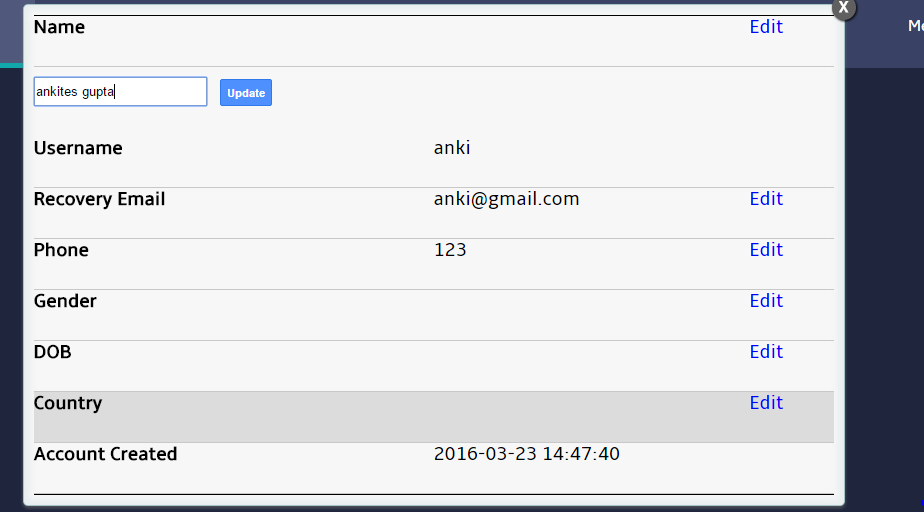 X
Me
Name Edit
ankites gupta Update
Username anki
Recovery Email anki@gmail.com Edit
Phone 123 Edit
Gender Edit
DOB Edit
Country Edit
Account Created 2016-03-23 14:47:40